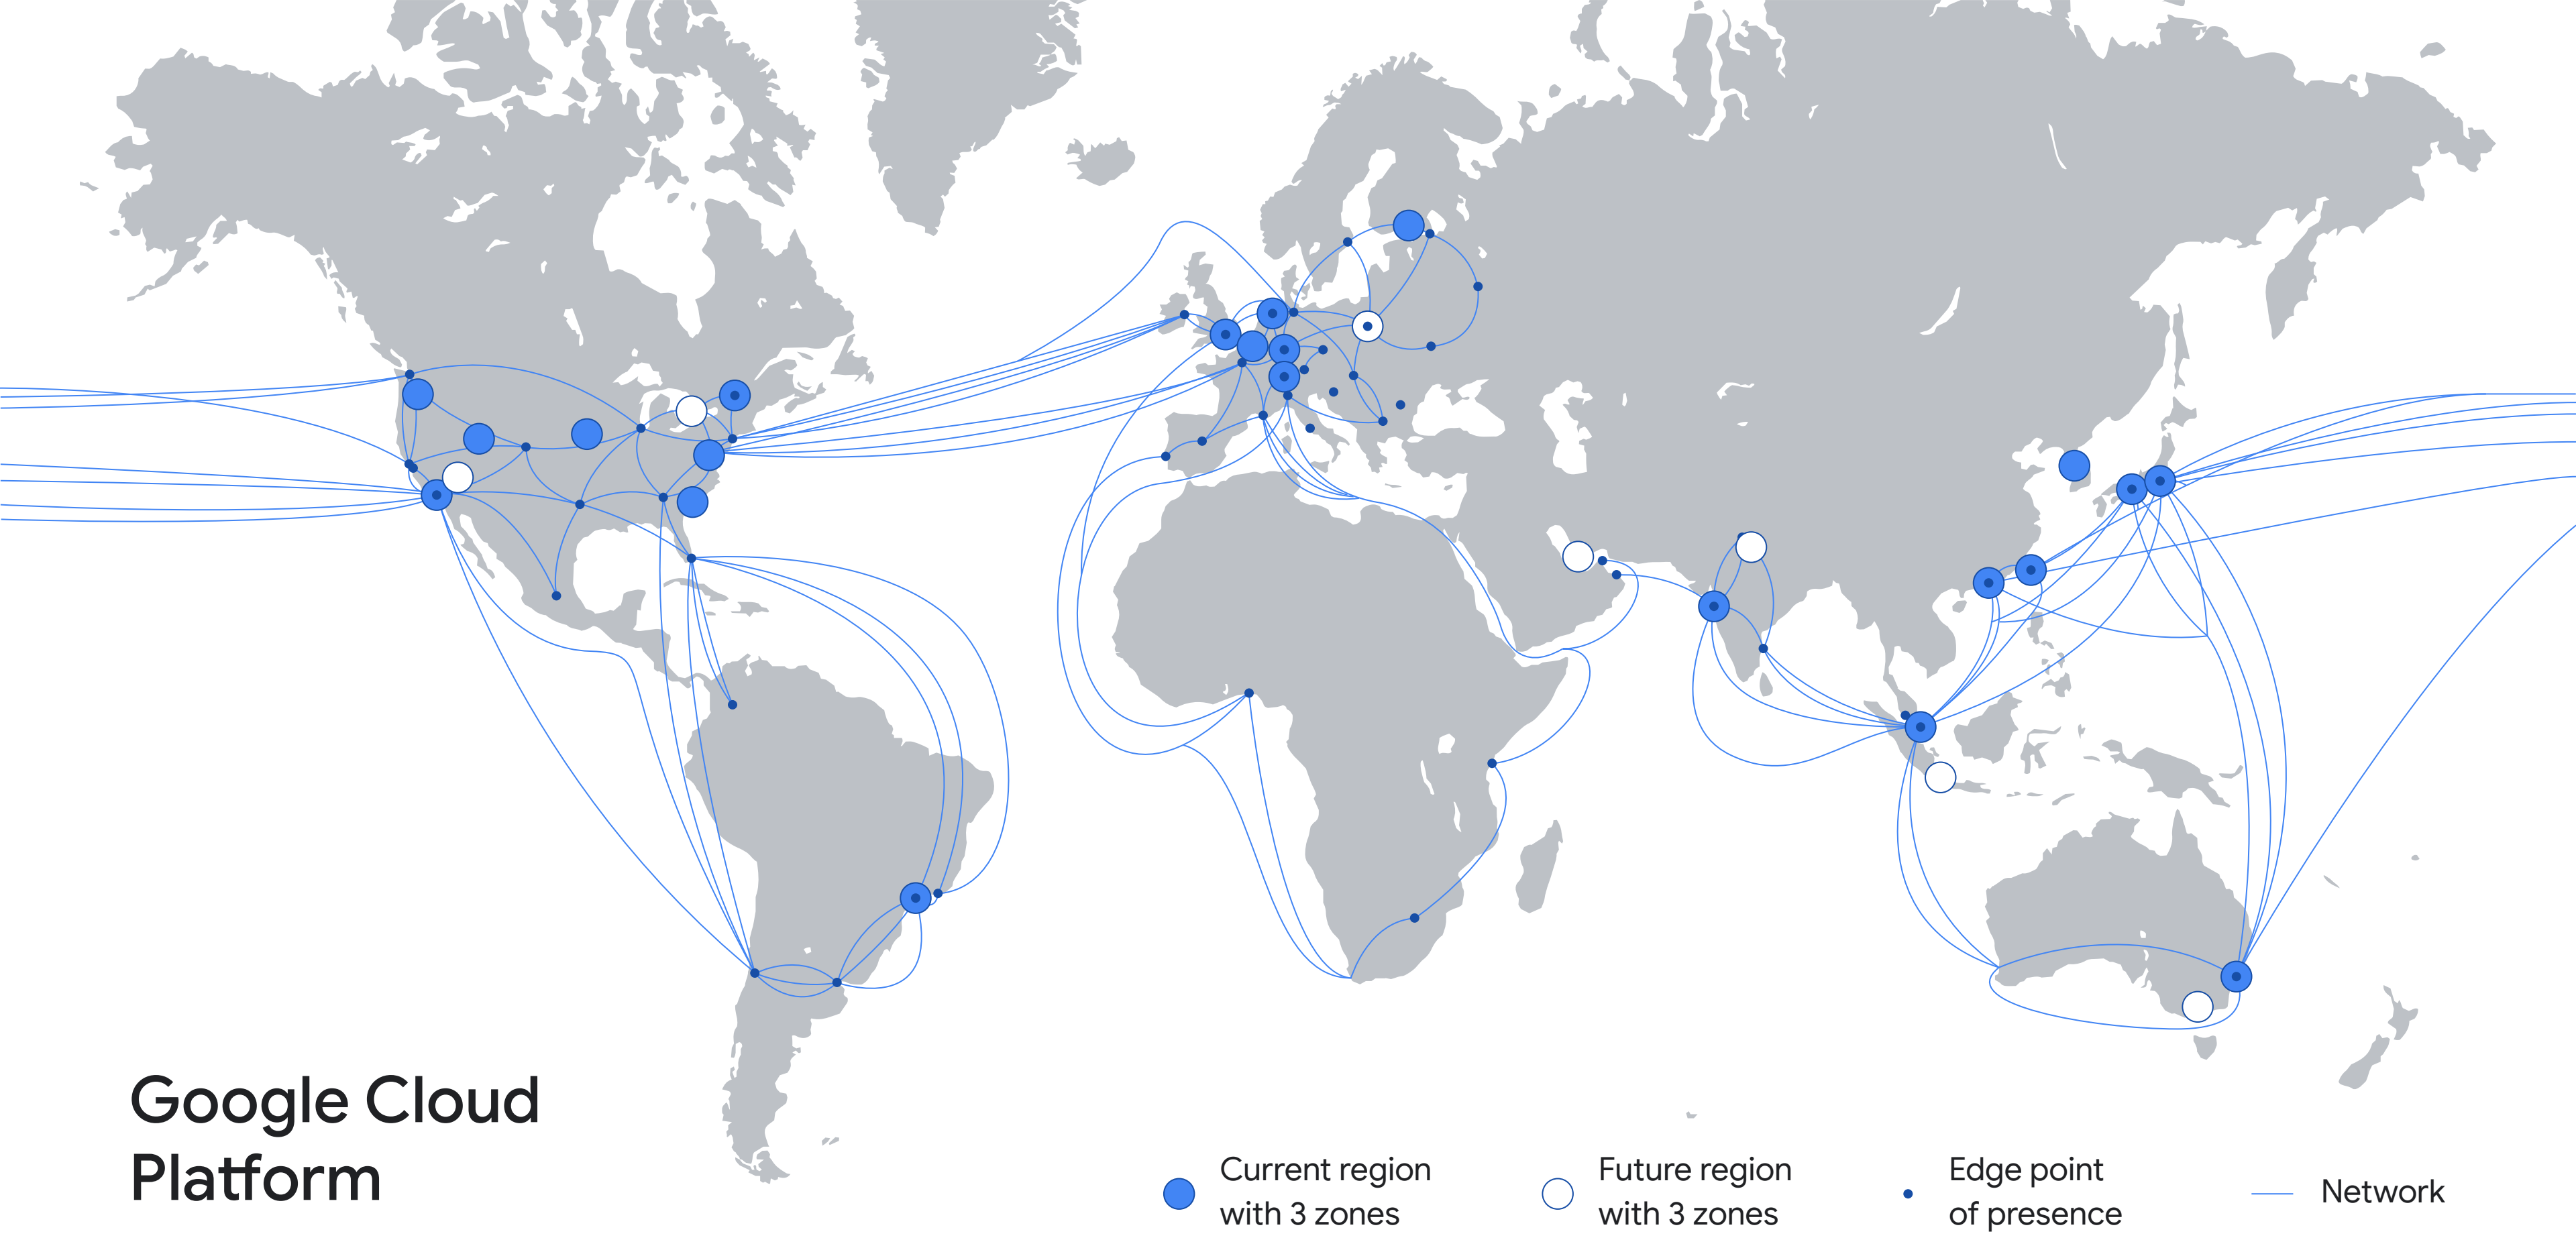 Google Cloud
Platform
Current region
with 3 zones
Future region
with 3 zones
Edge point
of presence
Network